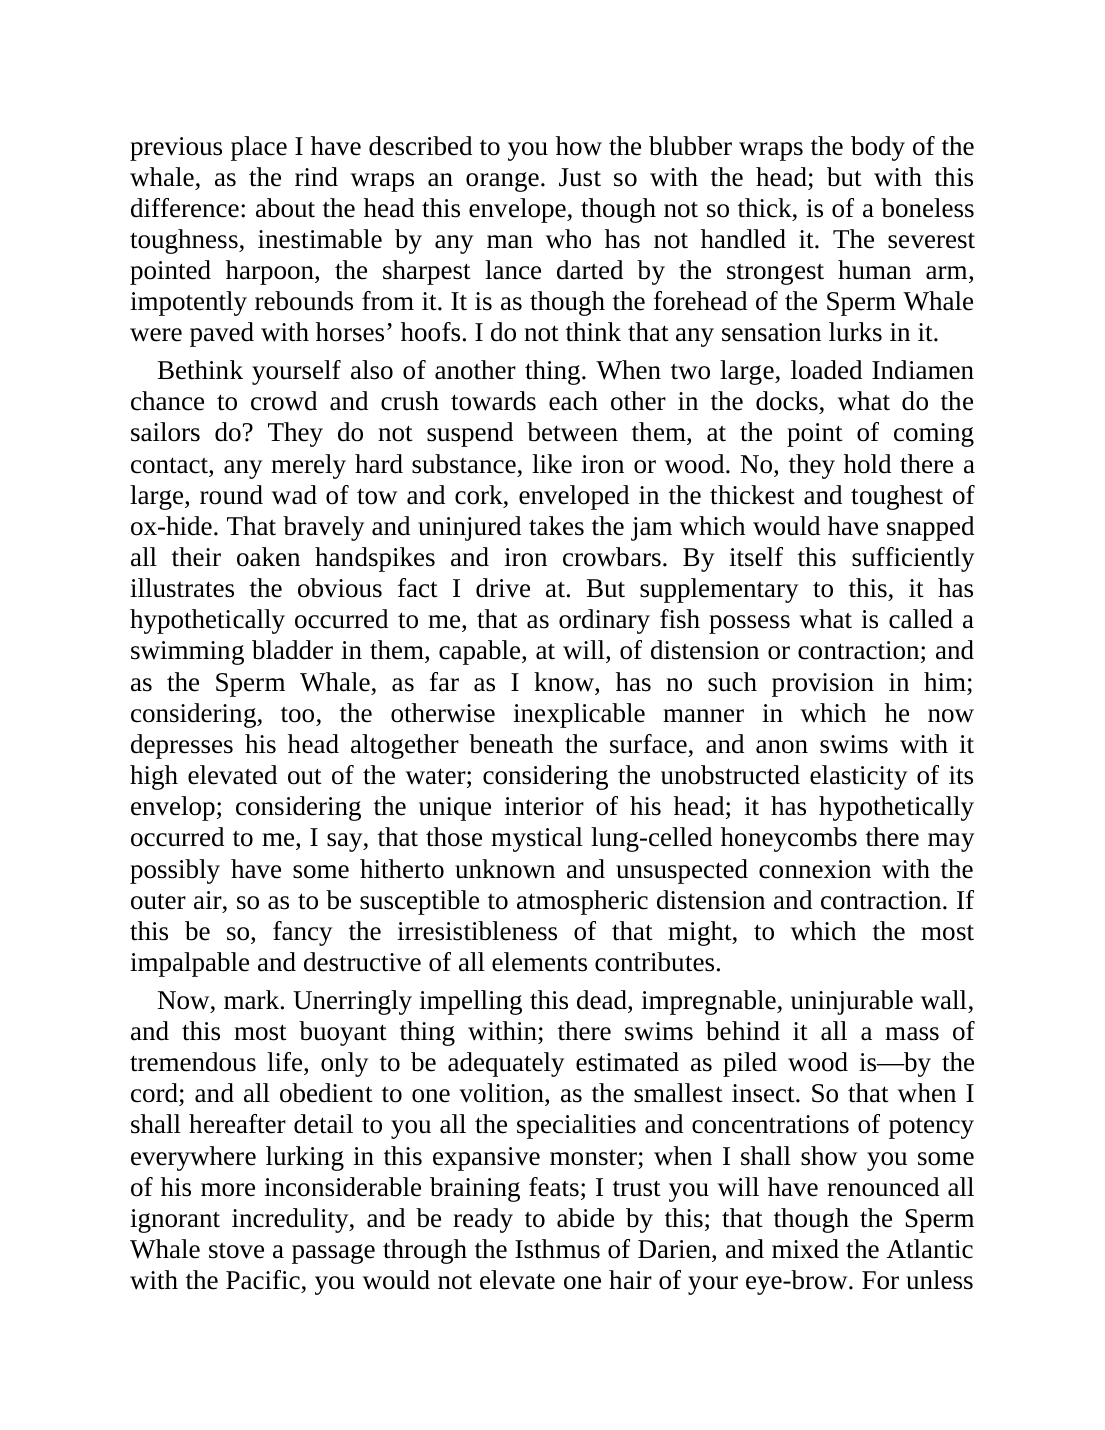 previous place I have described to you how the blubber wraps the body of the
whale, as the rind wraps an orange. Just so with the head; but with this
difference: about the head this envelope, though not so thick, is of a boneless
toughness, inestimable by any man who has not handled it. The severest
pointed harpoon, the sharpest lance darted by the strongest human arm,
impotently rebounds from it. It is as though the forehead of the Sperm Whale
were paved with horses’ hoofs. I do not think that any sensation lurks in it.
Bethink yourself also of another thing. When two large, loaded Indiamen
chance to crowd and crush towards each other in the docks, what do the
sailors do? They do not suspend between them, at the point of coming
contact, any merely hard substance, like iron or wood. No, they hold there a
large, round wad of tow and cork, enveloped in the thickest and toughest of
ox-hide. That bravely and uninjured takes the jam which would have snapped
all their oaken handspikes and iron crowbars. By itself this sufficiently
illustrates the obvious fact I drive at. But supplementary to this, it has
hypothetically occurred to me, that as ordinary fish possess what is called a
swimming bladder in them, capable, at will, of distension or contraction; and
as the Sperm Whale, as far as I know, has no such provision in him;
considering, too, the otherwise inexplicable manner in which he now
depresses his head altogether beneath the surface, and anon swims with it
high elevated out of the water; considering the unobstructed elasticity of its
envelop; considering the unique interior of his head; it has hypothetically
occurred to me, I say, that those mystical lung-celled honeycombs there may
possibly have some hitherto unknown and unsuspected connexion with the
outer air, so as to be susceptible to atmospheric distension and contraction. If
this be so, fancy the irresistibleness of that might, to which the most
impalpable and destructive of all elements contributes.
Now, mark. Unerringly impelling this dead, impregnable, uninjurable wall,
and this most buoyant thing within; there swims behind it all a mass of
tremendous life, only to be adequately estimated as piled wood is—by the
cord; and all obedient to one volition, as the smallest insect. So that when I
shall hereafter detail to you all the specialities and concentrations of potency
everywhere lurking in this expansive monster; when I shall show you some
of his more inconsiderable braining feats; I trust you will have renounced all
ignorant incredulity, and be ready to abide by this; that though the Sperm
Whale stove a passage through the Isthmus of Darien, and mixed the Atlantic
with the Pacific, you would not elevate one hair of your eye-brow. For unless